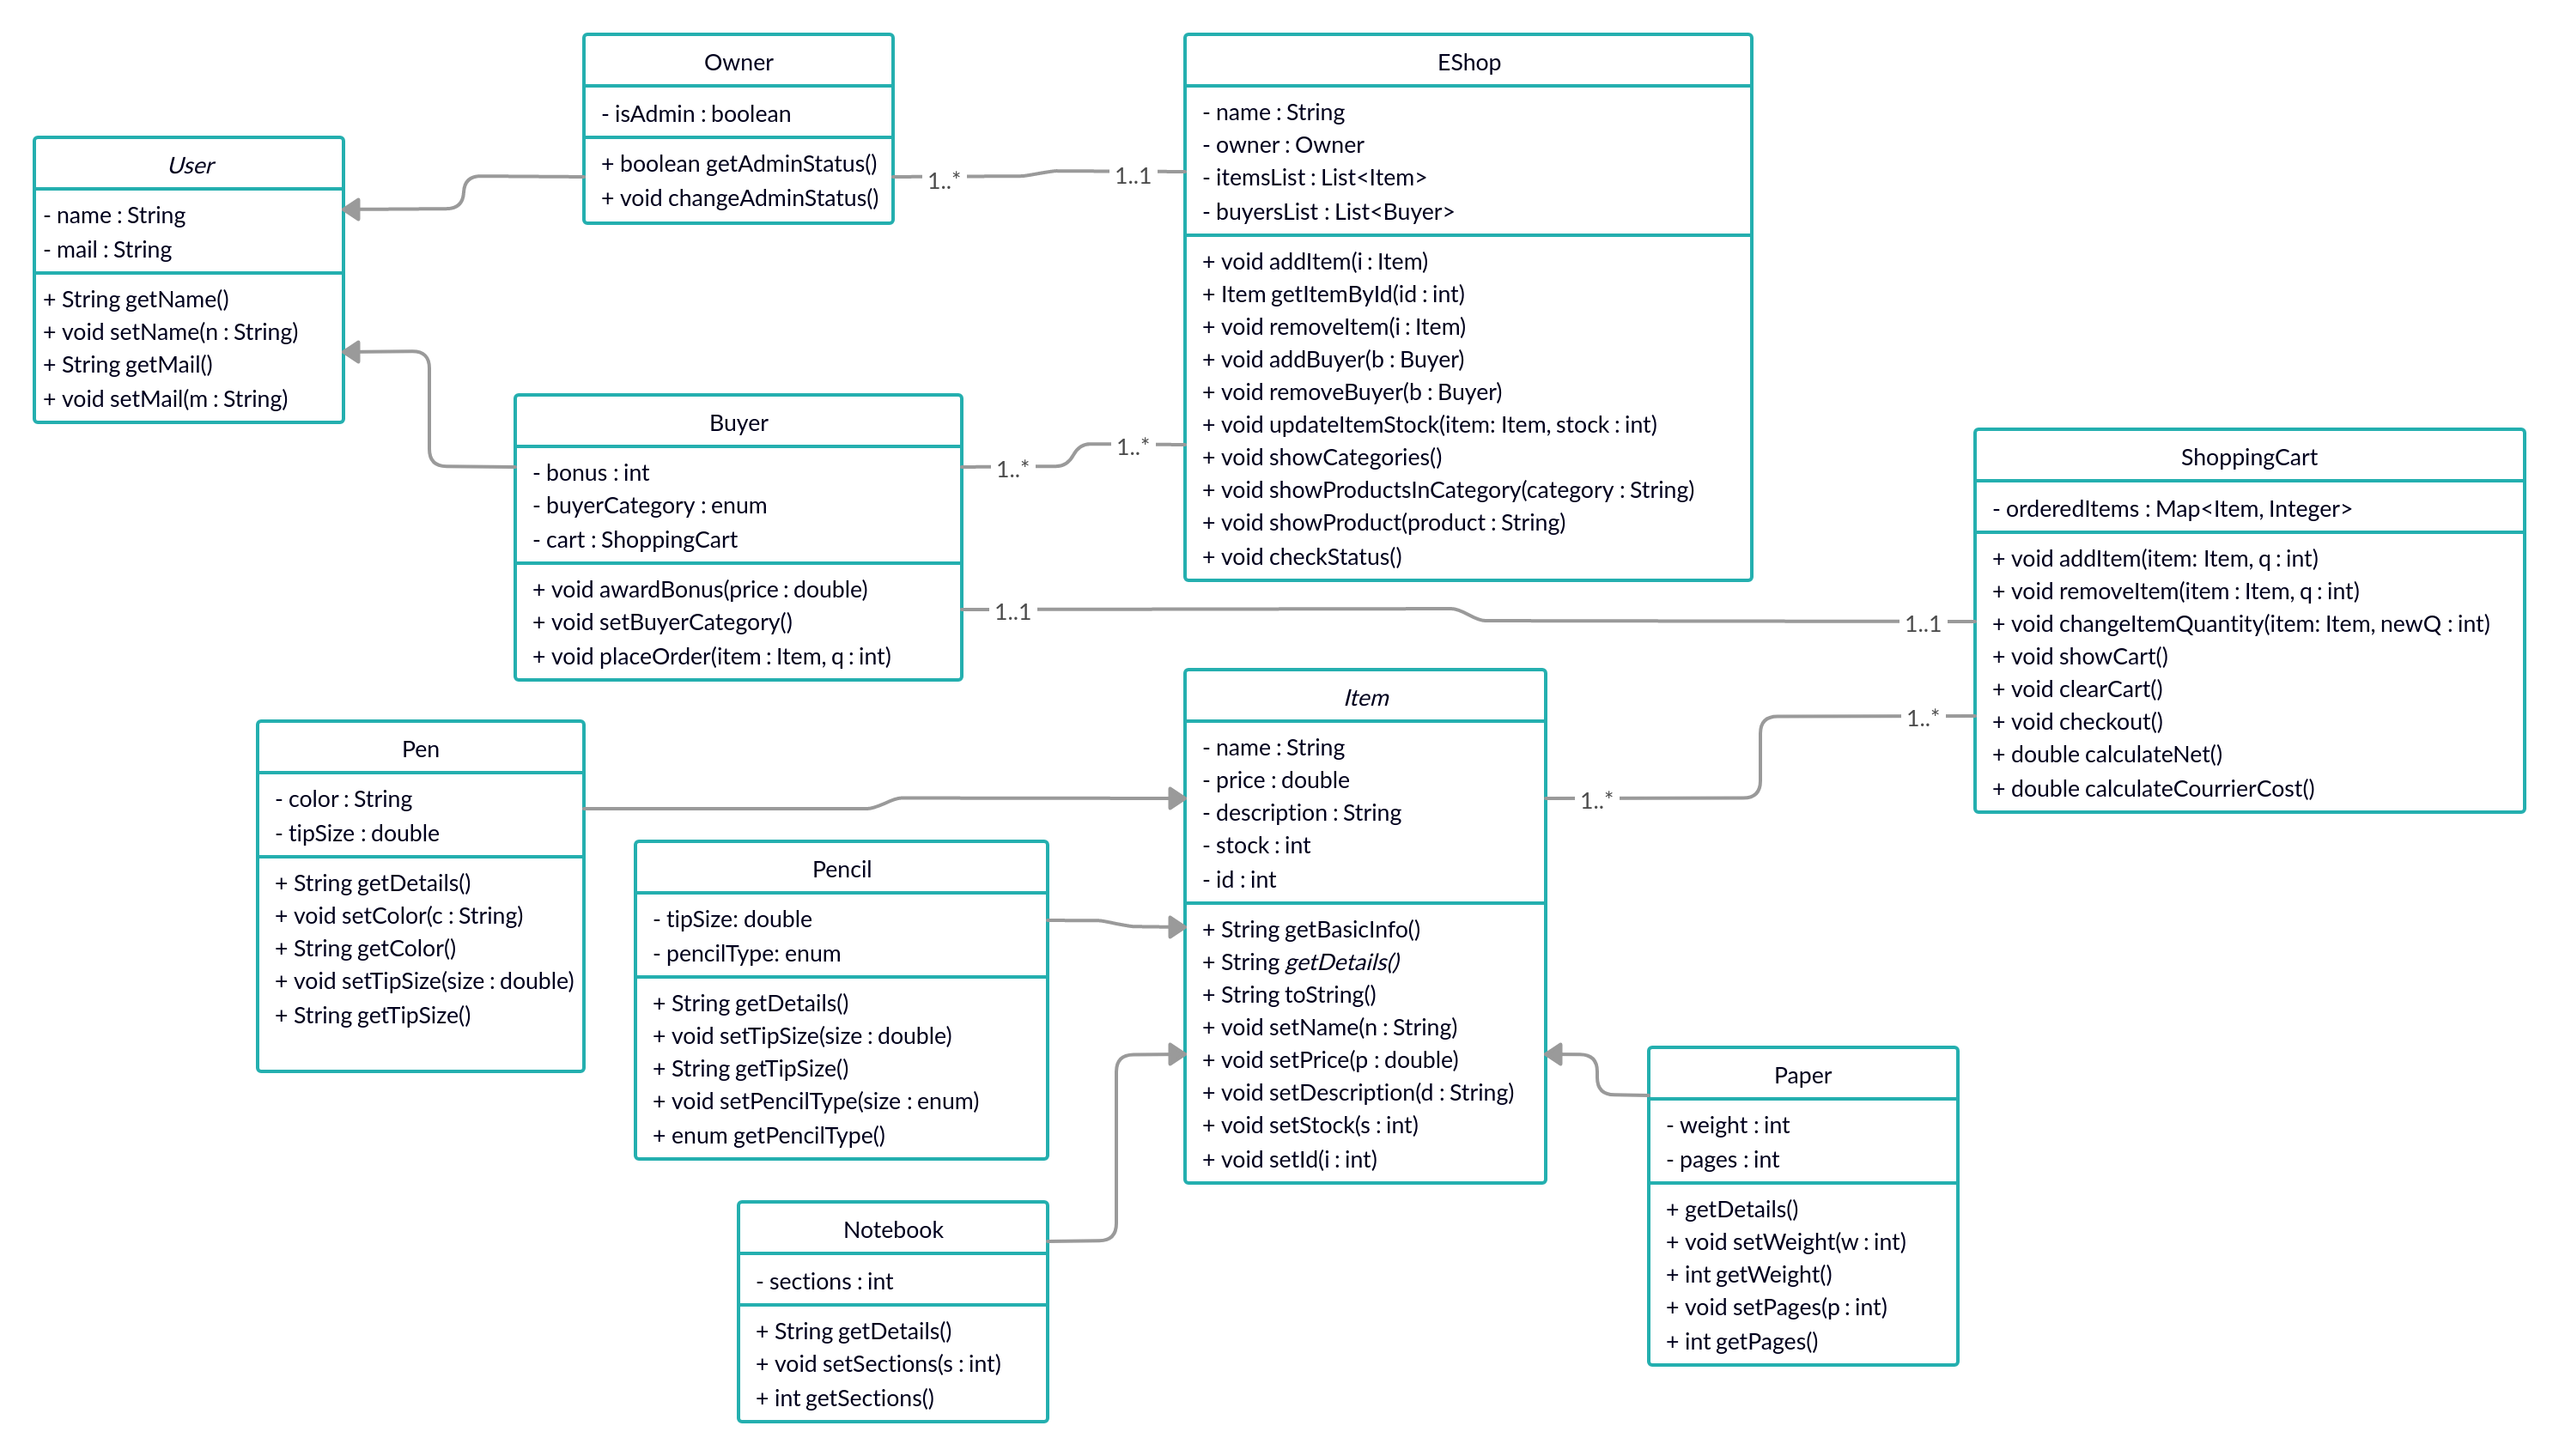 Owner
- isAdmin : boolean
+ boolean getAdminStatus()
+ void changeAdminStatus()
EShop
- name : String
- owner : Owner
- itemsList : List<Item>
- buyersList : List<Buyer>
+ void addItem(i : Item)
+ Item getItemById(id : int)
+ void removeItem(i : Item)
+ void addBuyer(b : Buyer)
+ void removeBuyer(b : Buyer)
+ void updateItemStock(item: Item, stock : int)
+ void showCategories()
+ void showProductsInCategory(category : String)
+ void showProduct(product : String)
+ void checkStatus()
User
- name : String
- mail : String
+ String getName()
+ void setName(n : String)
+ String getMail()
+ void setMail(m : String)
1..*
1..1
Buyer
- bonus : int
- buyerCategory : enum
- cart : ShoppingCart
+ void awardBonus(price : double)
+ void setBuyerCategory()
+ void placeOrder(item : Item, q : int)
1..*
1..*
1..1
1..1
ShoppingCart
- orderedItems : Map<Item, Integer>
+ void addItem(item: Item, q : int)
+ void removeItem(item : Item, q : int)
+ void changeItemQuantity(item: Item, newQ : int)
+ void showCart()
+ void clearCart()
+ void checkout()
+ double calculateNet()
+ double calculateCourrierCost()
1..*
1..*
Item
- name : String
- price : double
- description : String
- stock : int
- id : int
+ String getBasicInfo()
+ String getDetails()
+ String toString()
+ void setName(n : String)
+ void setPrice(p : double)
+ void setDescription(d : String)
+ void setStock(s : int)
+ void setId(i : int)
Pen
- color : String
- tipSize : double
+ String getDetails()
+ void setColor(c : String)
+ String getColor()
+ void setTipSize(size : double)
+ String getTipSize()
Pencil
- tipSize: double
- pencilType: enum
+ String getDetails()
+ void setTipSize(size : double)
+ String getTipSize()
+ void setPencilType(size : enum)
+ enum getPencilType()
Notebook
- sections : int
+ String getDetails()
+ void setSections(s : int)
+ int getSections()
Paper
- weight : int
- pages : int
+ getDetails()
+ void setWeight(w : int)
+ int getWeight()
+ void setPages(p : int)
+ int getPages()